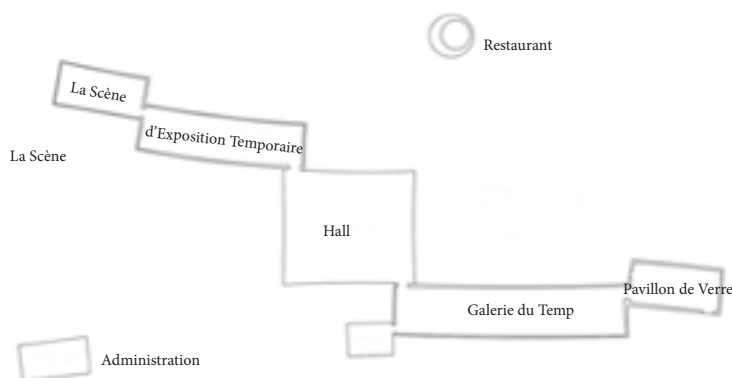 Restaurant
La Scène
d'Exposition Temporaire
La Scène
Hall
Pavillon de Verre
Galerie du Temp
Administration